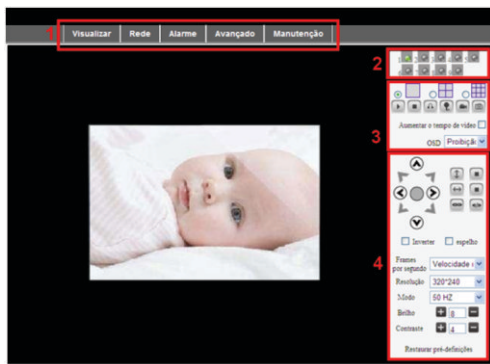 1 Visualizar Rede Alarme Avançado Manutenção
2
3
Aumentar o tempo de vídeo
OSD Proibiçã
4
Inverter espelho
Frames
por segundo Velocidade
Resolução 320*240
Modo 50 HZ
Brilho
Contraste 4
Restaurar pré-definições